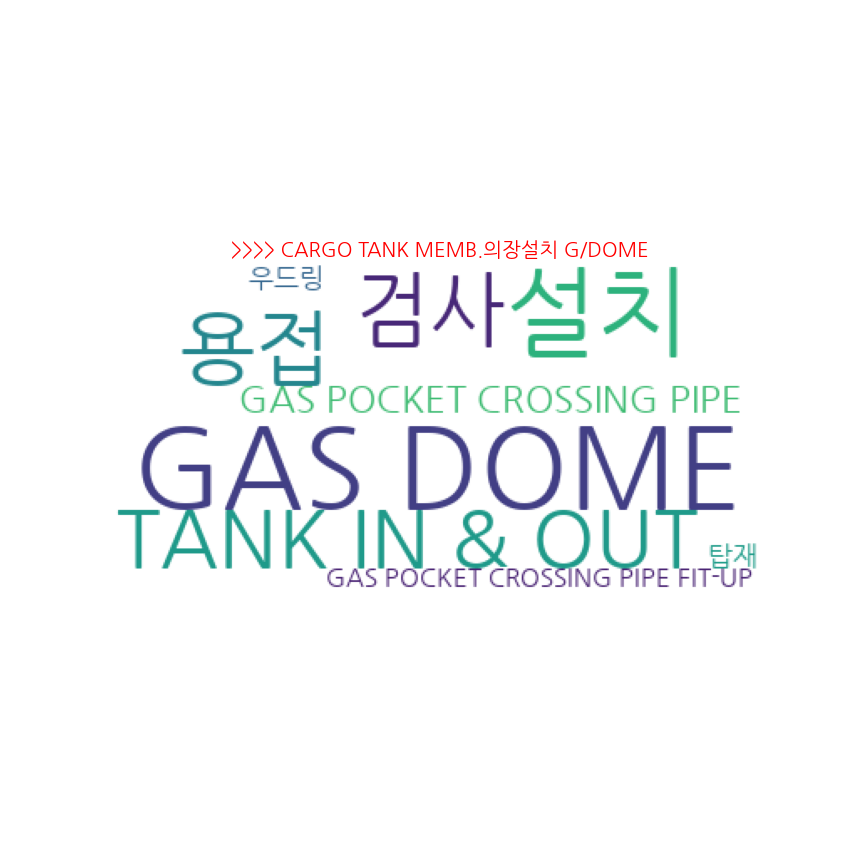 >>>> CARGO TANK MEMB.의장설치 G/DOME
우드링
검사
설치
용접
GAS POCKET CROSSING PIPE
GAS DOME
TANK IN & OUT
탑재
GAS POCKET CROSSING PIPE FIT-UP